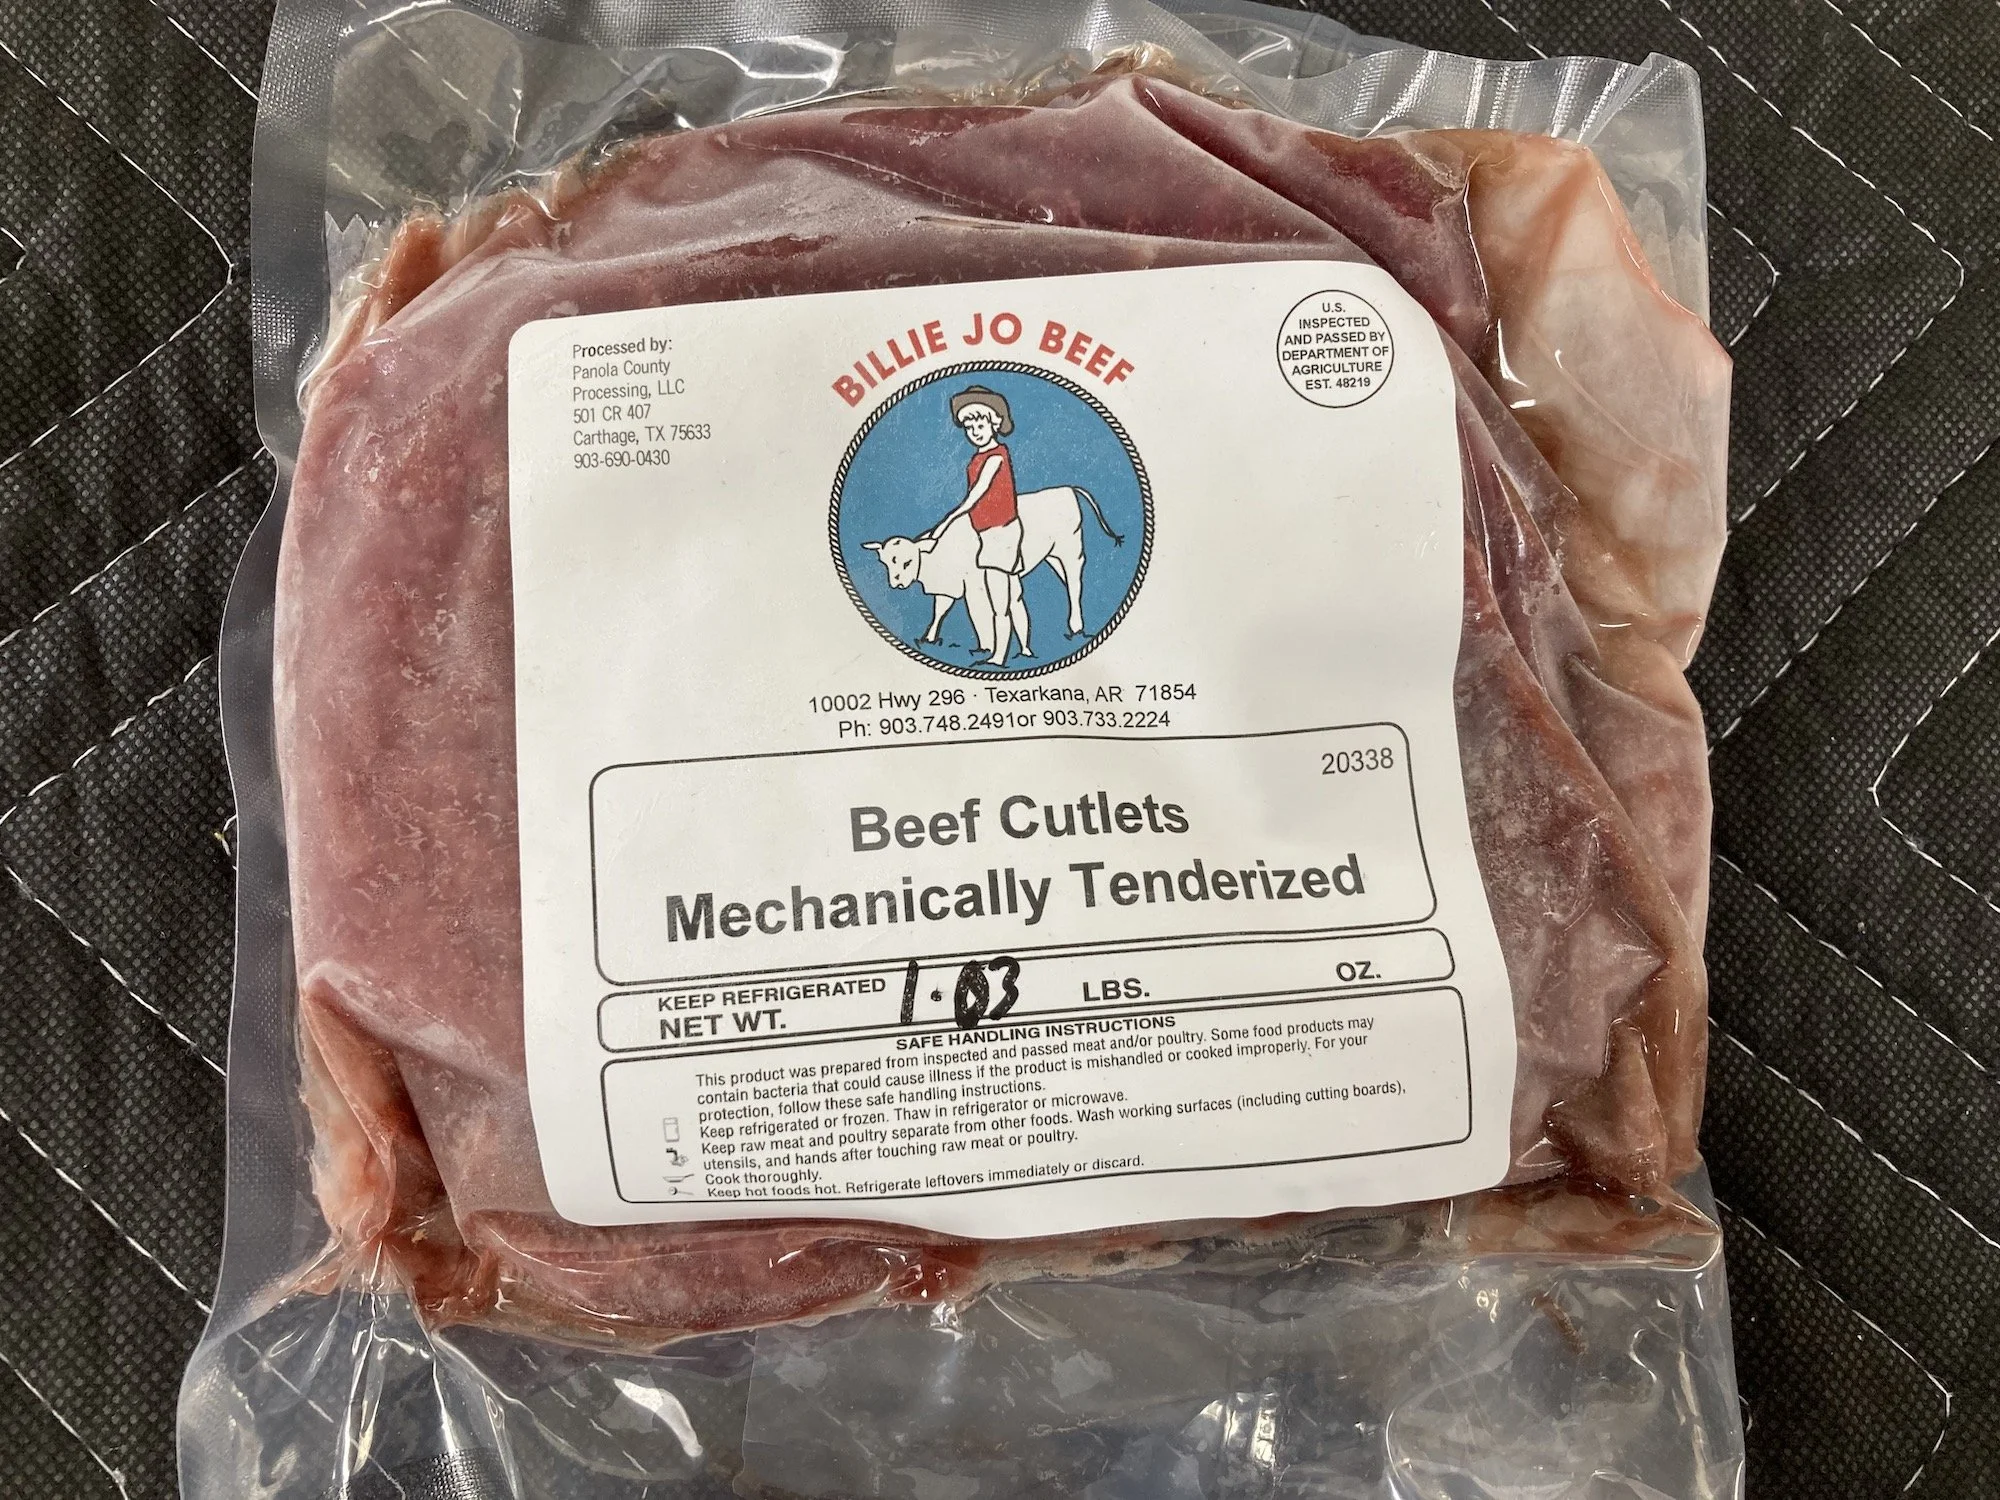 Processed by:
Panola County
Processing, LLC
501 CR 407
Carthage, TX 75633
903-690-0430
BILLIE JO BEEF
U.S.
INSPECTED
AND PASSED BY
DEPARTMENT OF
AGRICULTURE
EST. 48219
10002 Hwy 296 · Texarkana, AR 71854
Ph: 903.748.2491or 903.733.2224
20338
Beef Cutlets
Mechanically Tenderized
KEEP REFRIGERATED
NET WT. 1.03 LBS. OZ.
SAFE HANDLING INSTRUCTIONS
This product was prepared from inspected and passed meat and/or poultry. Some food products may
contain bacteria that could cause illness if the product is mishandled or cooked improperly. For your
protection, follow these safe handling instructions.
Keep refrigerated or frozen. Thaw in refrigerator or microwave.
Keep raw meat and poultry separate from other foods. Wash working surfaces (including cutting boards),
utensils, and hands after touching raw meat or poultry.
Cook thoroughly.
Keep hot foods hot. Refrigerate leftovers immediately or discard.